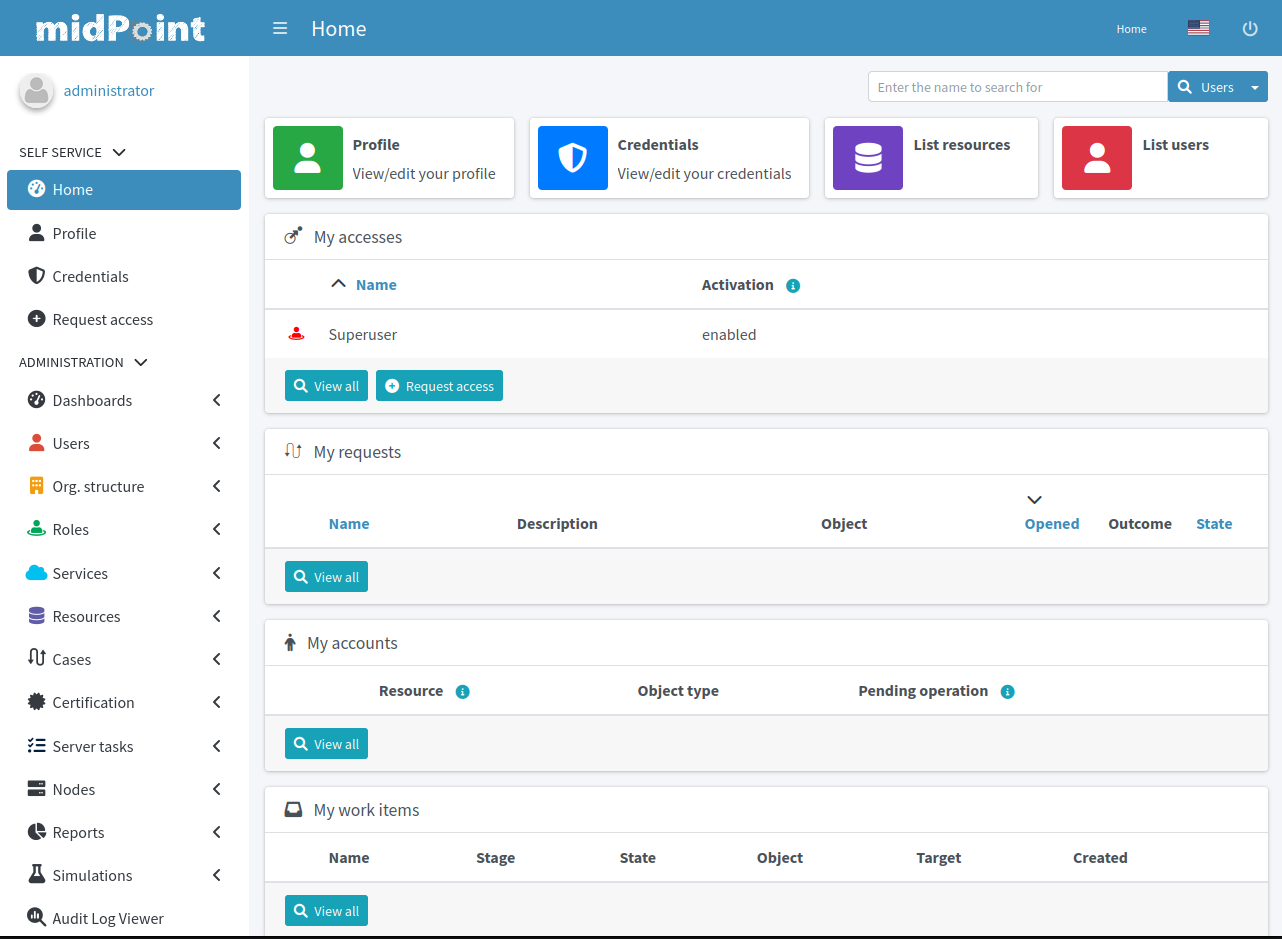 midPoint
Home
Home
administrator
Enter the name to search for
Users
SELF SERVICE
Home
Profile
Credentials
Request access
ADMINISTRATION
Dashboards
Users
Org. structure
Roles
Services
Resources
Cases
Certification
Server tasks
Nodes
Reports
Simulations
Audit Log Viewer
Profile
View/edit your profile
Credentials
View/edit your credentials
List resources
List users
My accesses
Name Activation
Superuser enabled
View all Request access
My requests
Name Description Object Opened Outcome State
View all
My accounts
Resource Object type Pending operation
View all
My work items
Name Stage State Object Target Created
View all